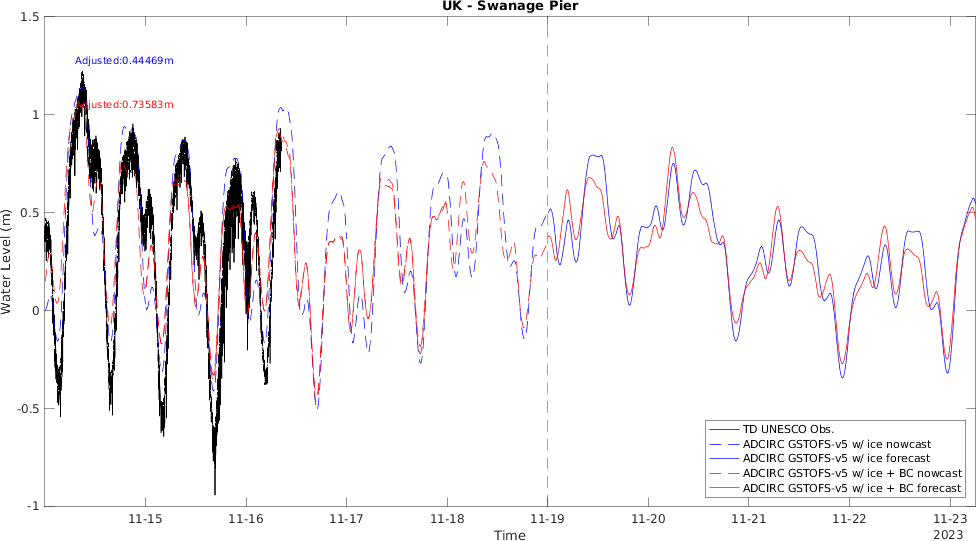 UK - Swanage Pier
1.5
1
0.5
0
-0.5
-1
Water Level (m)
Adjusted:0.44469m
Adjusted:0.73583m
TD UNESCO Obs.
ADCIRC GSTOFS-v5 w/ ice nowcast
ADCIRC GSTOFS-v5 w/ ice forecast
ADCIRC GSTOFS-v5 w/ ice + BC nowcast
ADCIRC GSTOFS-v5 w/ ice + BC forecast
11-15 11-16 11-17 11-18 11-19 11-20 11-21 11-22 11-23
Time
2023